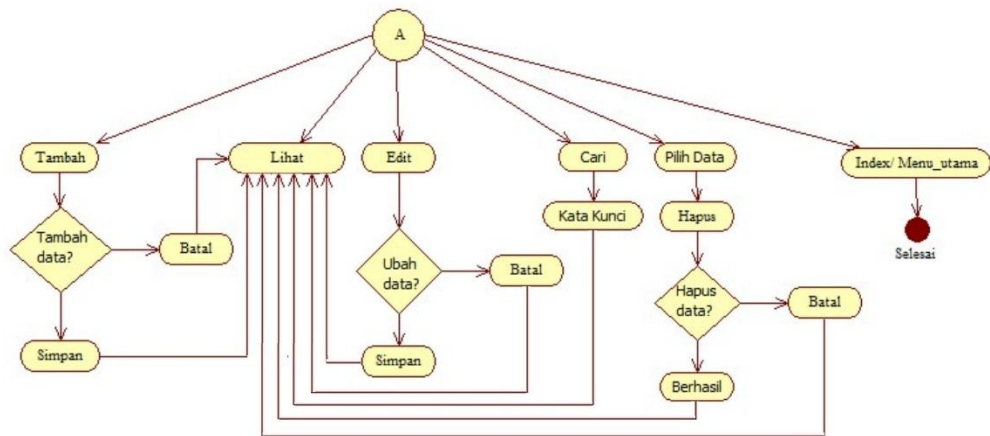 A
Tambah
Lihat
Edit
Cari
Pilih Data
Index/ Menu_utama
Tambah
data?
Batal
Kata Kunci
Hapus
Selesai
Ubah
data?
Batal
Hapus
data?
Batal
Simpan
Simpan
Berhasil